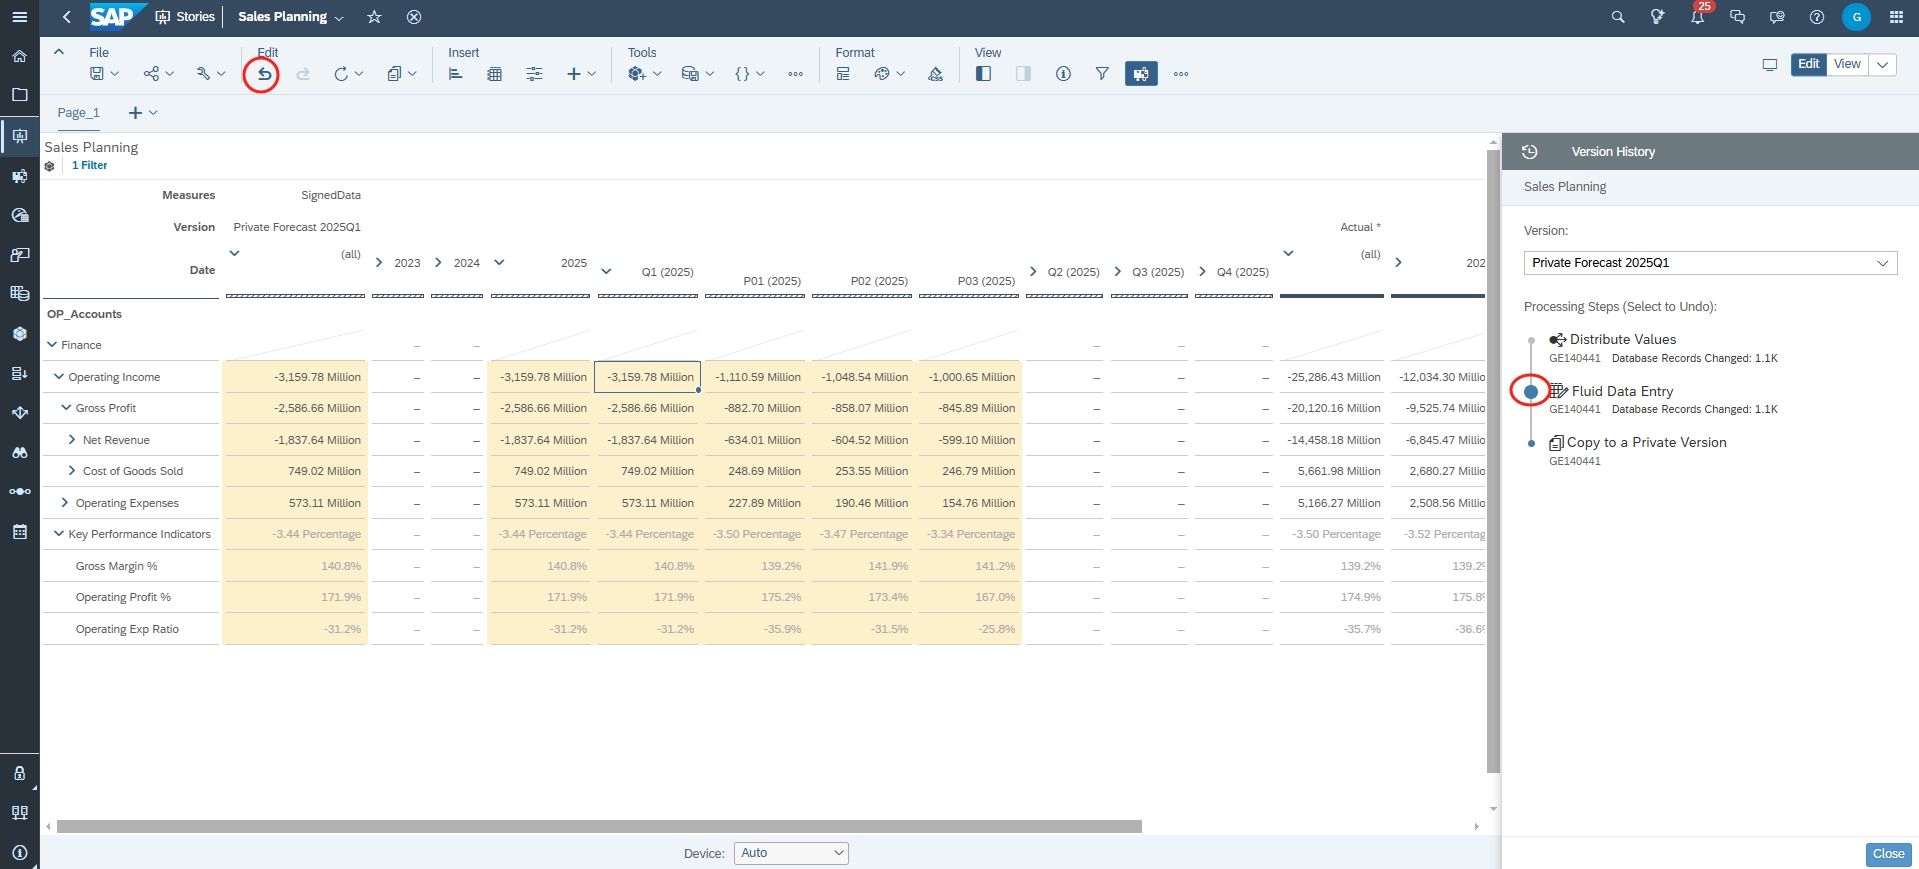 SAP Stories Sales Planning 25 G
File Edit Insert Tools Format View
{} Edit View
Page_1
Sales Planning
1 Filter
Measures SignedData
Version Private Forecast 2025Q1 Actual *
Date (all) 2023 2024 2025 Q1 (2025) P01 (2025) P02 (2025) P03 (2025) Q2 (2025) Q3 (2025) Q4 (2025) (all) 202
OP_Accounts
Finance – – – – – 
Operating Income -3,159.78 Million – – -3,159.78 Million -3,159.78 Million -1,110.59 Million -1,048.54 Million -1,000.65 Million – – – -25,286.43 Million -12,034.30 Millio
Gross Profit -2,586.66 Million – – -2,586.66 Million -2,586.66 Million -882.70 Million -858.07 Million -845.89 Million – – – -20,120.16 Million -9,525.74 Millio
Net Revenue -1,837.64 Million – – -1,837.64 Million -1,837.64 Million -634.01 Million -604.52 Million -599.10 Million – – – -14,458.18 Million -6,845.47 Millio
Cost of Goods Sold 749.02 Million – – 749.02 Million 749.02 Million 248.69 Million 253.55 Million 246.79 Million – – – 5,661.98 Million 2,680.27 Millio
Operating Expenses 573.11 Million – – 573.11 Million 573.11 Million 227.89 Million 190.46 Million 154.76 Million – – – 5,166.27 Million 2,508.56 Millio
Key Performance Indicators -3.44 Percentage – – -3.44 Percentage -3.44 Percentage -3.50 Percentage -3.47 Percentage -3.34 Percentage – – – -3.50 Percentage -3.52 Percentag
Gross Margin % 140.8% – – 140.8% 140.8% 139.2% 141.9% 141.2% – – – 139.2% 139.2%
Operating Profit % 171.9% – – 171.9% 171.9% 175.2% 173.4% 167.0% – – – 174.9% 175.8%
Operating Exp Ratio -31.2% – – -31.2% -31.2% -35.9% -31.5% -25.8% – – – -35.7% -36.6%
Device: Auto
Version History
Sales Planning
Version:
Private Forecast 2025Q1
Processing Steps (Select to Undo):
Distribute Values
GE140441 Database Records Changed: 1.1K
Fluid Data Entry
GE140441 Database Records Changed: 1.1K
Copy to a Private Version
GE140441
Close